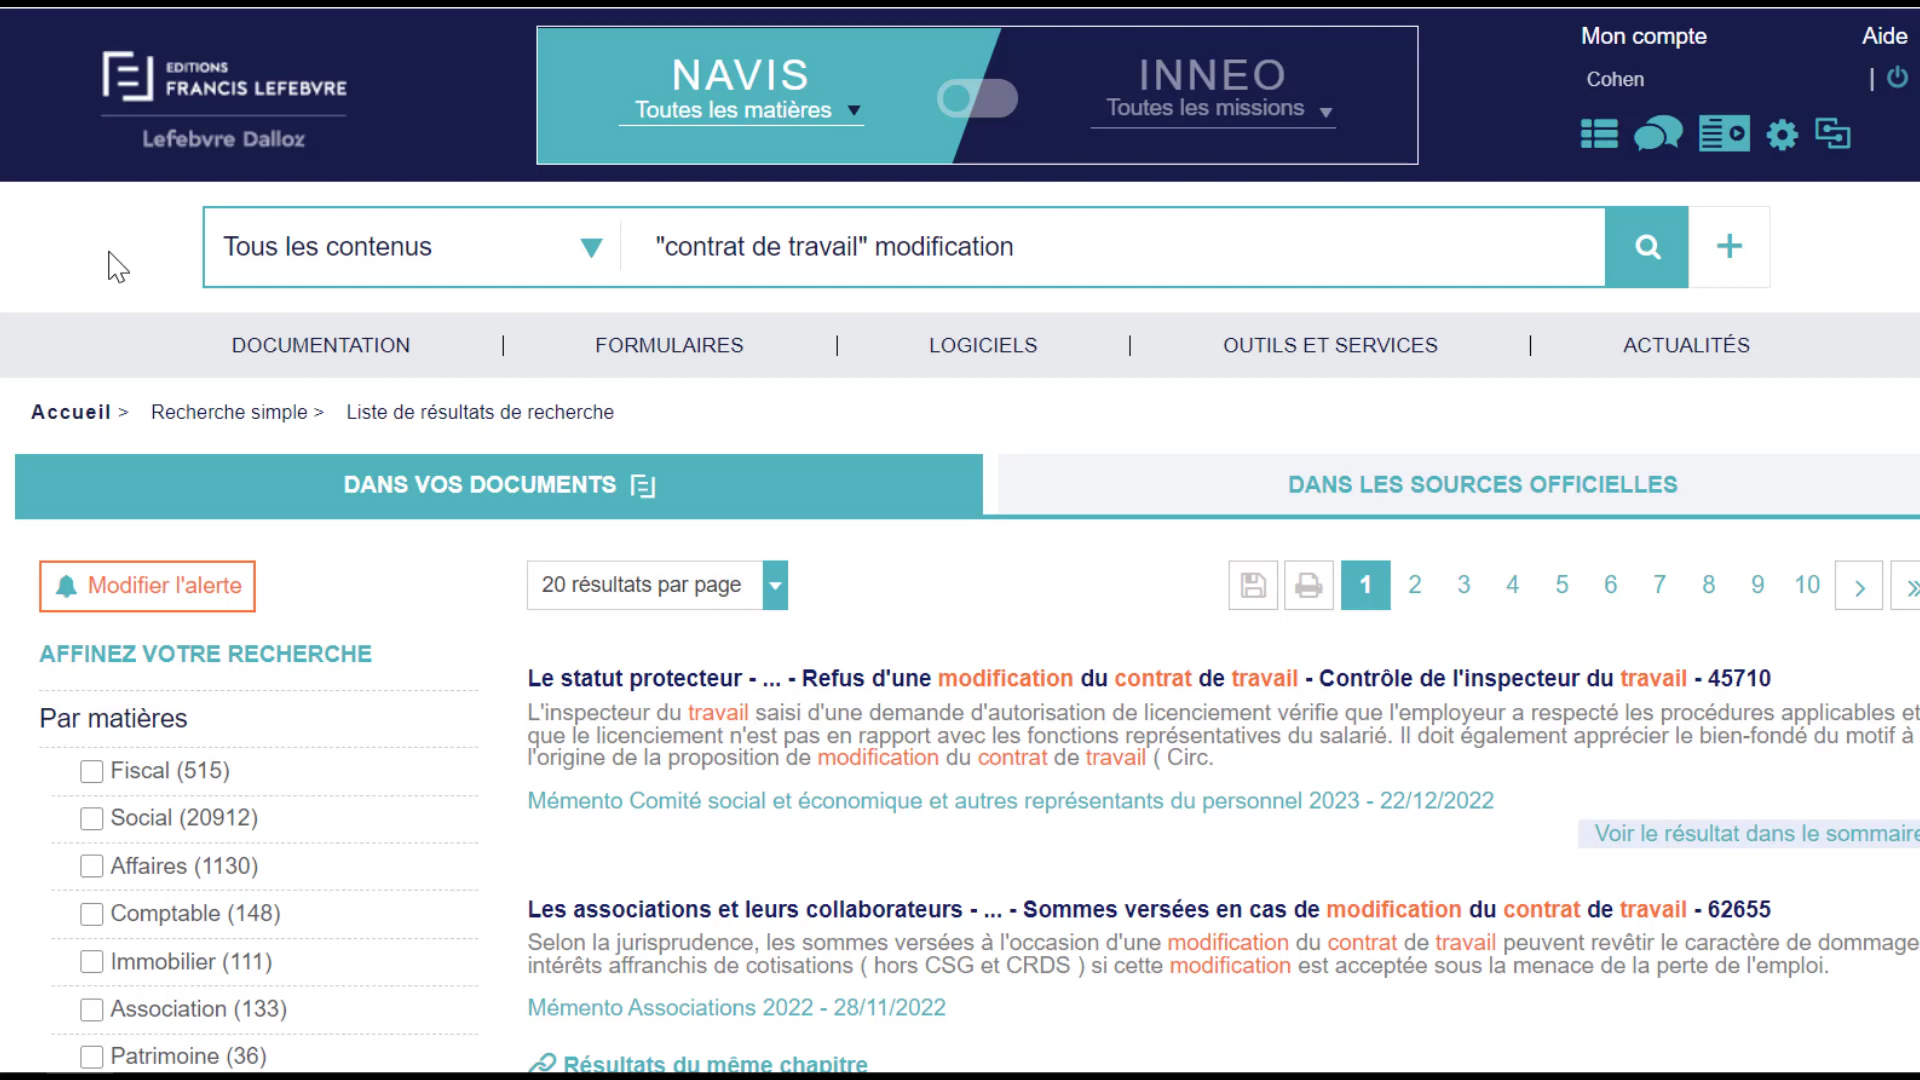 EDITIONS
FRANCIS LEFEBVRE
Lefebvre Dalloz
NAVIS
Toutes les matières
INNEO
Toutes les missions
Mon compte
Aide
Cohen
|
Tous les contenus
"contrat de travail" modification
+
DOCUMENTATION | FORMULAIRES | LOGICIELS | OUTILS ET SERVICES | ACTUALITÉS
Accueil > Recherche simple > Liste de résultats de recherche
DANS VOS DOCUMENTS
DANS LES SOURCES OFFICIELLES
Modifier l'alerte
20 résultats par page
1 2 3 4 5 6 7 8 9 10 > »
AFFINEZ VOTRE RECHERCHE
Par matières
Fiscal (515)
Social (20912)
Affaires (1130)
Comptable (148)
Immobilier (111)
Association (133)
Patrimoine (36)
Le statut protecteur - ... - Refus d'une modification du contrat de travail - Contrôle de l'inspecteur du travail - 45710
L'inspecteur du travail saisi d'une demande d'autorisation de licenciement vérifie que l'employeur a respecté les procédures applicables et
que le licenciement n'est pas en rapport avec les fonctions représentatives du salarié. Il doit également apprécier le bien-fondé du motif à
l'origine de la proposition de modification du contrat de travail ( Circ.
Mémento Comité social et économique et autres représentants du personnel 2023 - 22/12/2022
Voir le résultat dans le sommaire
Les associations et leurs collaborateurs - ... - Sommes versées en cas de modification du contrat de travail - 62655
Selon la jurisprudence, les sommes versées à l'occasion d'une modification du contrat de travail peuvent revêtir le caractère de dommage
intérêts affranchis de cotisations ( hors CSG et CRDS ) si cette modification est acceptée sous la menace de la perte de l'emploi.
Mémento Associations 2022 - 28/11/2022
Résultats du même chapitre